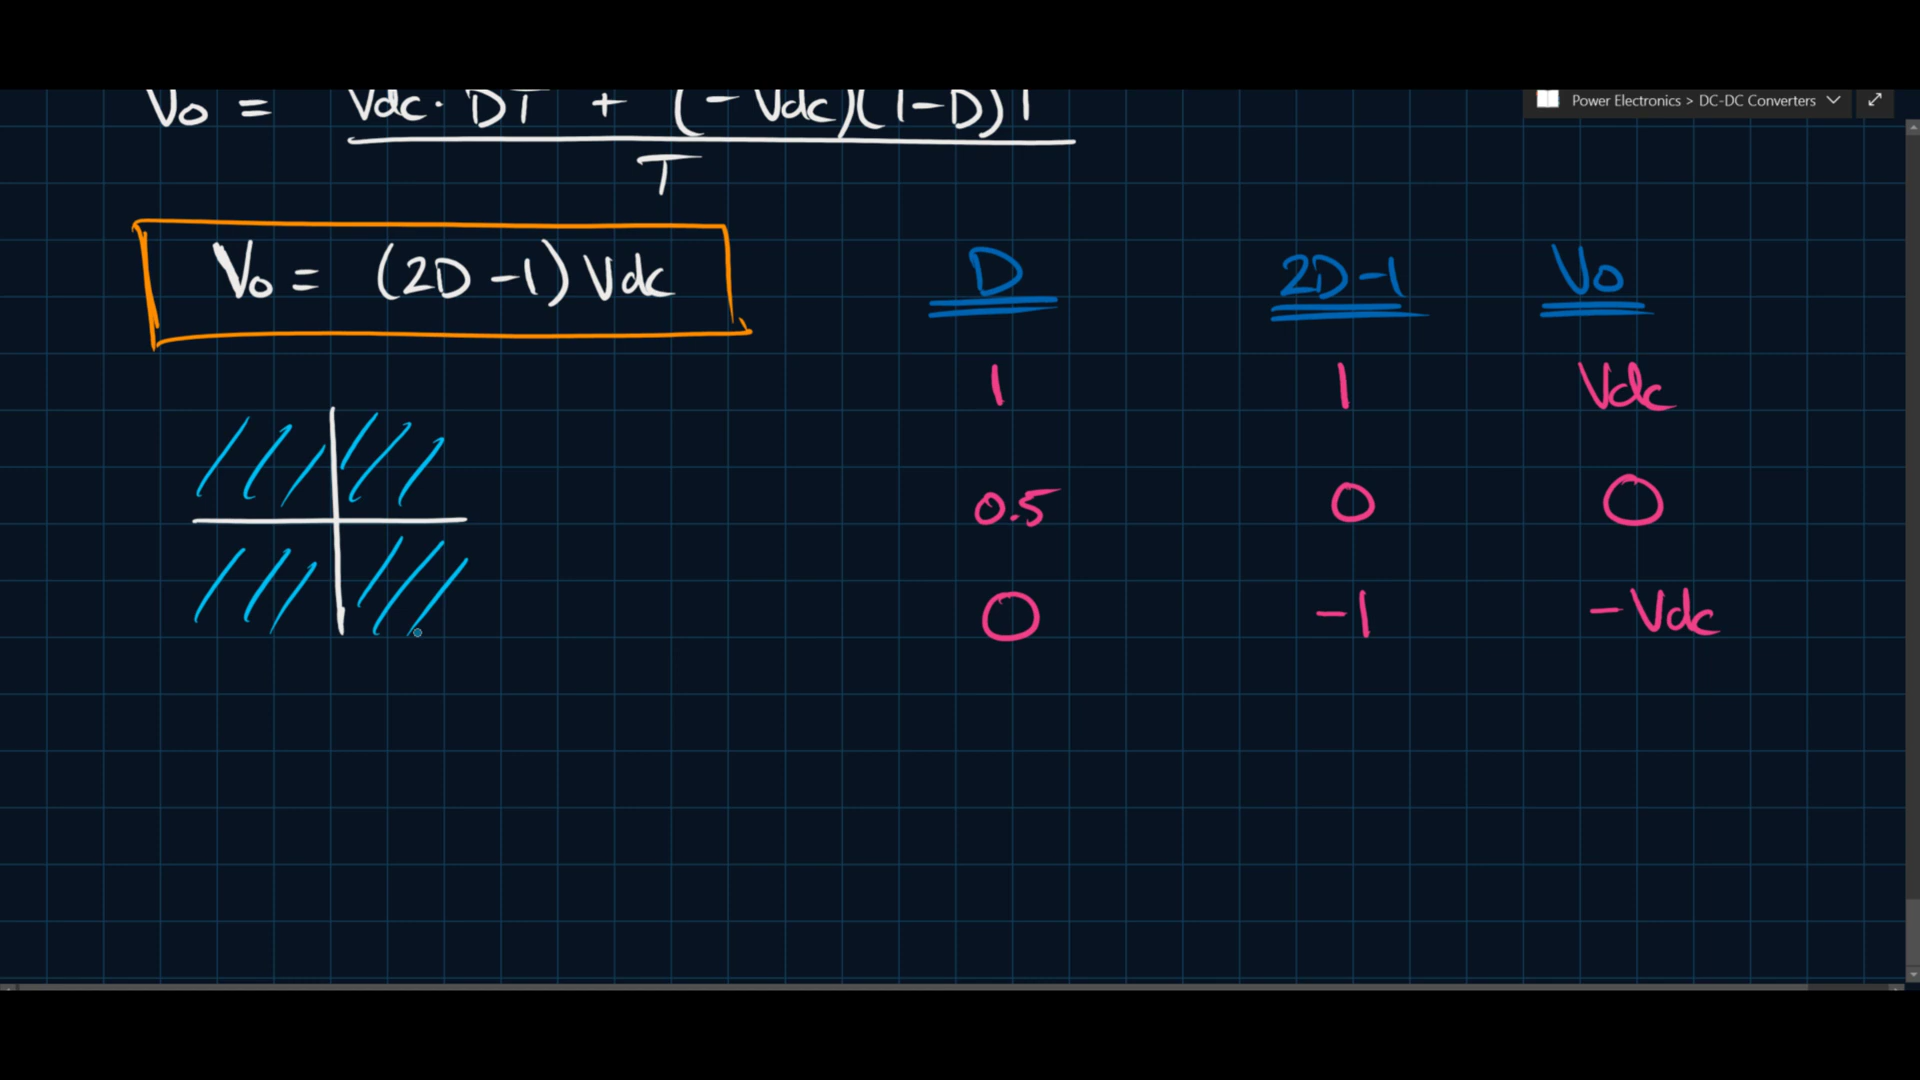 Power Electronics > DC-DC Converters
Vo = Vdc · DT + (-Vdc)(1-D)T
T
Vo = (2D-1) Vdc
D 2D-1 Vo
1 1 Vdc
0.5 0 0
0 -1 -Vdc